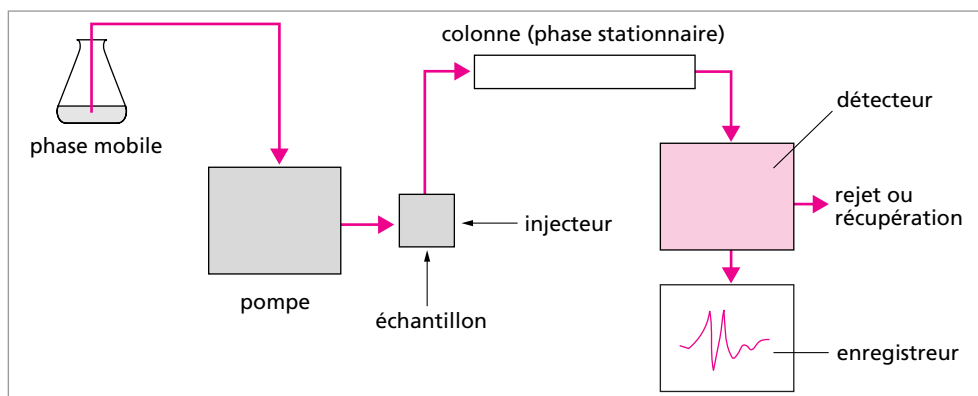 colonne (phase stationnaire)
détecteur
phase mobile
rejet ou
récupération
injecteur
pompe
échantillon
enregistreur